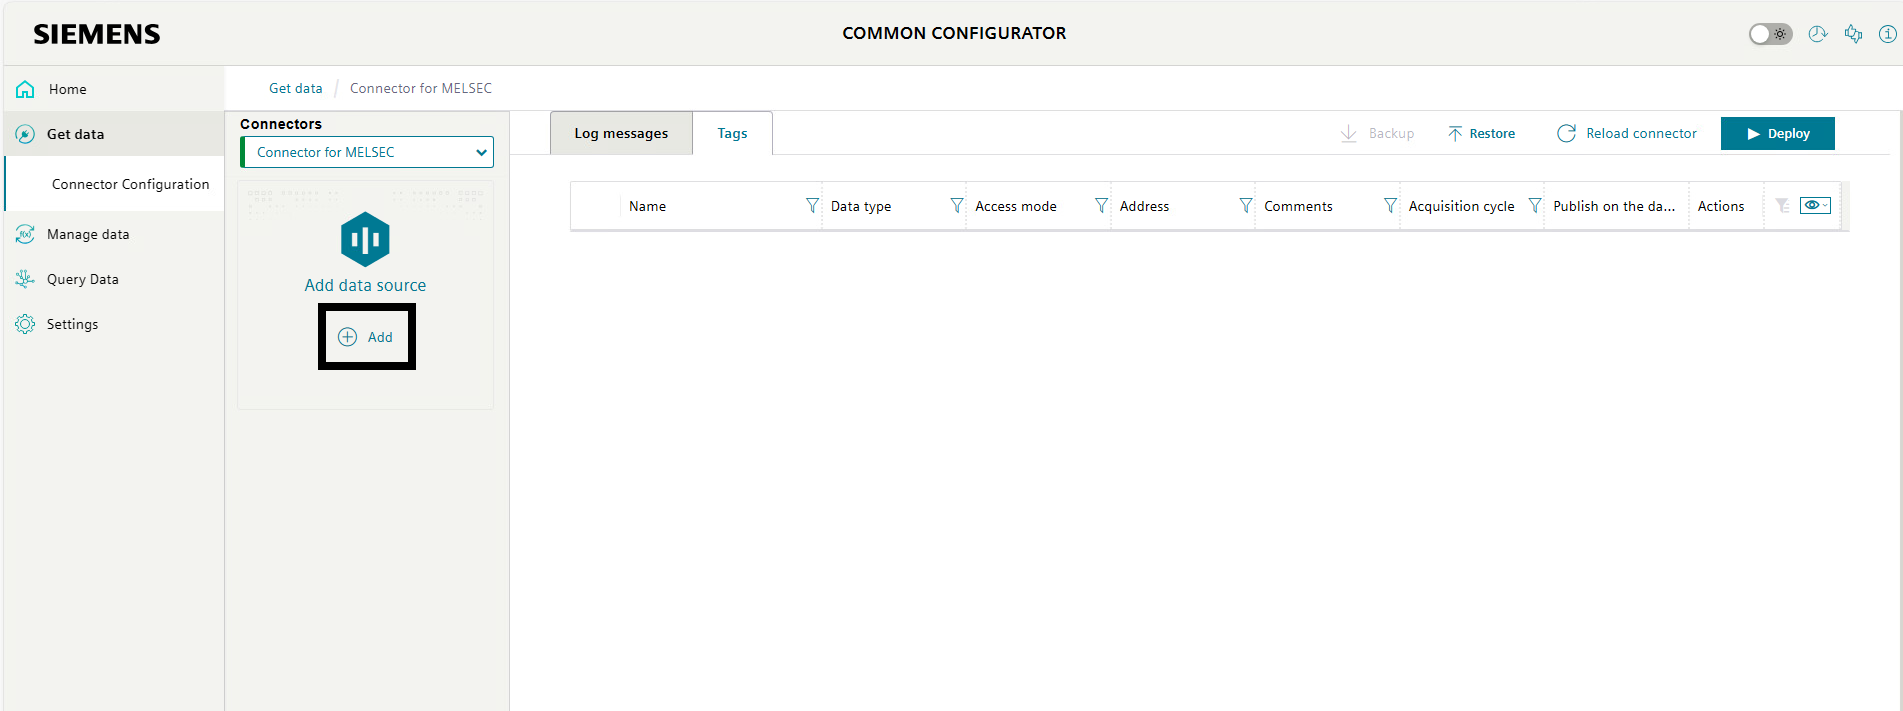 SIEMENS
COMMON CONFIGURATOR
Home
Get data
Connector Configuration
Manage data
Query Data
Settings
Get data / Connector for MELSEC
Connectors
Connector for MELSEC
Add data source
Add
Log messages
Tags
Backup
Restore
Reload connector
Deploy
Name
Data type
Access mode
Address
Comments
Acquisition cycle
Publish on the da...
Actions